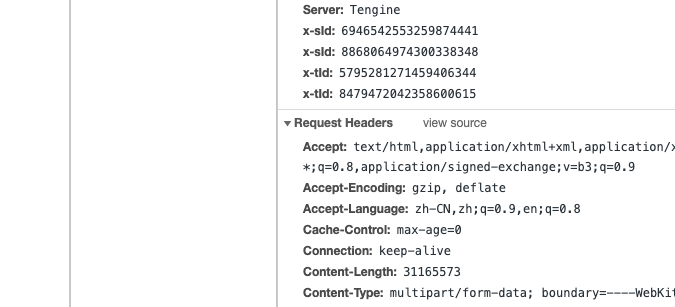 Server: Tengine
x-sId: 6946542553259874441
x-sId: 8868064974300338348
x-tId: 5795281271459406344
x-tId: 8479472042358600615
Request Headers view source
Accept: text/html,application/xhtml+xml,application/x
*;q=0.8,application/signed-exchange;v=b3;q=0.9
Accept-Encoding: gzip, deflate
Accept-Language: zh-CN,zh;q=0.9,en;q=0.8
Cache-Control: max-age=0
Connection: keep-alive
Content-Length: 31165573
Content-Type: multipart/form-data; boundary=----WebKit